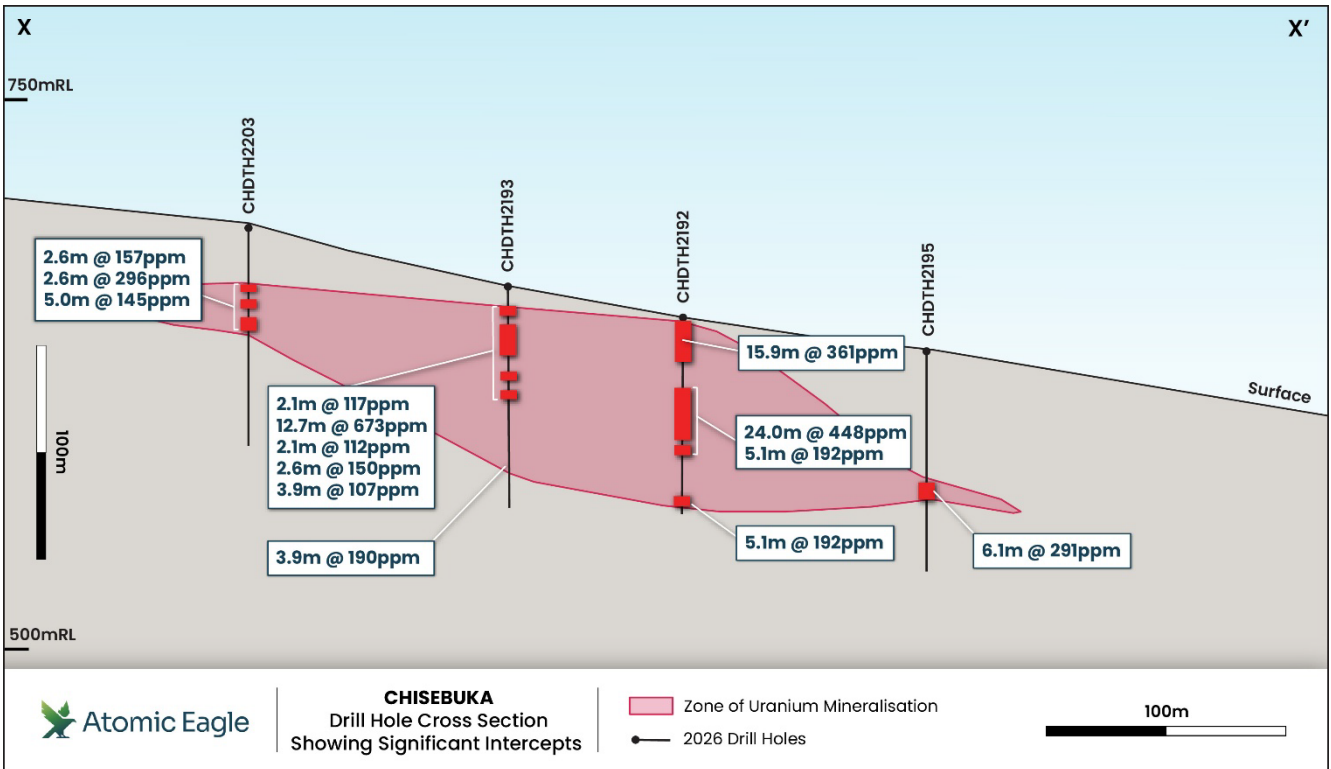 X
X'
750mRL
CHDTH2203
CHDTH2193
CHDTH2192
CHDTH2195
2.6m @ 157ppm
2.6m @ 296ppm
5.0m @ 145ppm
15.9m @ 361ppm
2.1m @ 117ppm
12.7m @ 673ppm
2.1m @ 112ppm
2.6m @ 150ppm
3.9m @ 107ppm
24.0m @ 448ppm
5.1m @ 192ppm
Surface
100m
3.9m @ 190ppm
5.1m @ 192ppm
6.1m @ 291ppm
500mRL
Atomic Eagle
CHISEBUKA
Drill Hole Cross Section
Showing Significant Intercepts
Zone of Uranium Mineralisation
2026 Drill Holes
100m